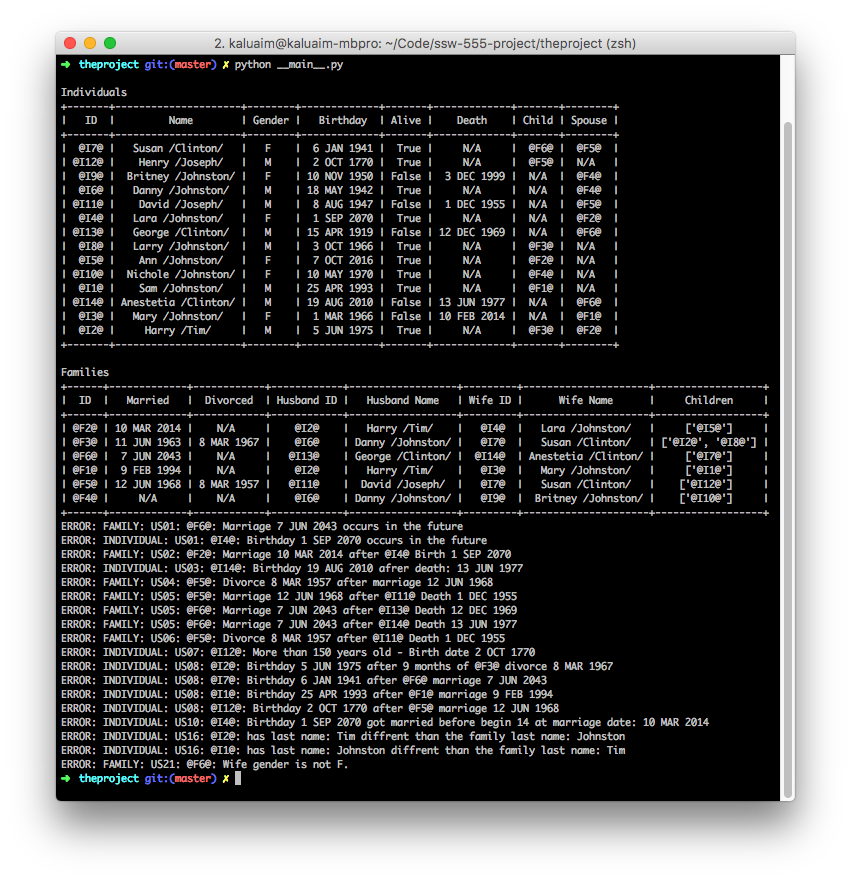 2. kaluaim@kaluaim-mbpro: ~/Code/ssw-555-project/theproject (zsh)
➜ theproject git:(master) ✗ python __main__.py
Individuals
+-------+--------------------+--------+-------------+-------+-------------+-------+--------+
| ID | Name | Gender | Birthday | Alive | Death | Child | Spouse |
+-------+--------------------+--------+-------------+-------+-------------+-------+--------+
| @I7@ | Susan /Clinton/ | F | 6 JAN 1941 | True | N/A | @F6@ | @F5@ |
| @I12@ | Henry /Joseph/ | M | 2 OCT 1770 | True | N/A | @F5@ | N/A |
| @I9@ | Britney /Johnston/ | F | 10 NOV 1950 | False | 3 DEC 1999 | N/A | @F4@ |
| @I6@ | Danny /Johnston/ | M | 18 MAY 1942 | True | N/A | N/A | @F4@ |
| @I11@ | David /Joseph/ | M | 8 AUG 1947 | False | 1 DEC 1955 | N/A | @F5@ |
| @I4@ | Lara /Johnston/ | F | 1 SEP 2070 | True | N/A | N/A | @F2@ |
| @I13@ | George /Clinton/ | M | 15 APR 1919 | False | 12 DEC 1969 | N/A | @F6@ |
| @I8@ | Larry /Johnston/ | M | 3 OCT 1966 | True | N/A | @F3@ | N/A |
| @I5@ | Ann /Johnston/ | F | 7 OCT 2016 | True | N/A | @F2@ | N/A |
| @I10@ | Nichole /Johnston/ | F | 10 MAY 1970 | True | N/A | @F4@ | N/A |
| @I1@ | Sam /Johnston/ | M | 25 APR 1993 | True | N/A | @F1@ | N/A |
| @I14@ | Anestetia /Clinton/ | M | 19 AUG 2010 | False | 13 JUN 1977 | N/A | @F6@ |
| @I3@ | Mary /Johnston/ | F | 1 MAR 1966 | False | 10 FEB 2014 | N/A | @F1@ |
| @I2@ | Harry /Tim/ | M | 5 JUN 1975 | True | N/A | @F3@ | @F2@ |
+-------+--------------------+--------+-------------+-------+-------------+-------+--------+
Families
+------+-------------+------------+------------+------------------+---------+---------------------+------------------+
| ID | Married | Divorced | Husband ID | Husband Name | Wife ID | Wife Name | Children |
+------+-------------+------------+------------+------------------+---------+---------------------+------------------+
| @F2@ | 10 MAR 2014 | N/A | @I2@ | Harry /Tim/ | @I4@ | Lara /Johnston/ | ['@I5@'] |
| @F3@ | 11 JUN 1963 | 8 MAR 1967 | @I6@ | Danny /Johnston/ | @I7@ | Susan /Clinton/ | ['@I2@', '@I8@'] |
| @F6@ | 7 JUN 2043 | N/A | @I13@ | George /Clinton/ | @I14@ | Anestetia /Clinton/ | ['@I7@'] |
| @F1@ | 9 FEB 1994 | N/A | @I2@ | Harry /Tim/ | @I3@ | Mary /Johnston/ | ['@I1@'] |
| @F5@ | 12 JUN 1968 | 8 MAR 1957 | @I11@ | David /Joseph/ | @I7@ | Susan /Clinton/ | ['@I12@'] |
| @F4@ | N/A | N/A | @I6@ | Danny /Johnston/ | @I9@ | Britney /Johnston/ | ['@I10@'] |
+------+-------------+------------+------------+------------------+---------+---------------------+------------------+
ERROR: FAMILY: US01: @F6@: Marriage 7 JUN 2043 occurs in the future
ERROR: INDIVIDUAL: US01: @I4@: Birthday 1 SEP 2070 occurs in the future
ERROR: FAMILY: US02: @F2@: Marriage 10 MAR 2014 after @I4@ Birth 1 SEP 2070
ERROR: INDIVIDUAL: US03: @I14@: Birthday 19 AUG 2010 afrer death: 13 JUN 1977
ERROR: FAMILY: US04: @F5@: Divorce 8 MAR 1957 after marriage 12 JUN 1968
ERROR: FAMILY: US05: @F5@: Marriage 12 JUN 1968 after @I11@ Death 1 DEC 1955
ERROR: FAMILY: US05: @F6@: Marriage 7 JUN 2043 after @I13@ Death 12 DEC 1969
ERROR: FAMILY: US05: @F6@: Marriage 7 JUN 2043 after @I14@ Death 13 JUN 1977
ERROR: FAMILY: US06: @F5@: Divorce 8 MAR 1957 after @I11@ Death 1 DEC 1955
ERROR: INDIVIDUAL: US07: @I12@: More than 150 years old - Birth date 2 OCT 1770
ERROR: INDIVIDUAL: US08: @I2@: Birthday 5 JUN 1975 after 9 months of @F3@ divorce 8 MAR 1967
ERROR: INDIVIDUAL: US08: @I7@: Birthday 6 JAN 1941 after @F6@ marriage 7 JUN 2043
ERROR: INDIVIDUAL: US08: @I1@: Birthday 25 APR 1993 after @F1@ marriage 9 FEB 1994
ERROR: INDIVIDUAL: US08: @I12@: Birthday 2 OCT 1770 after @F5@ marriage 12 JUN 1968
ERROR: INDIVIDUAL: US10: @I4@: Birthday 1 SEP 2070 got married before begin 14 at marriage date: 10 MAR 2014
ERROR: INDIVIDUAL: US16: @I2@: has last name: Tim diffrent than the family last name: Johnston
ERROR: INDIVIDUAL: US16: @I1@: has last name: Johnston diffrent than the family last name: Tim
ERROR: FAMILY: US21: @F6@: Wife gender is not F.
➜ theproject git:(master) ✗